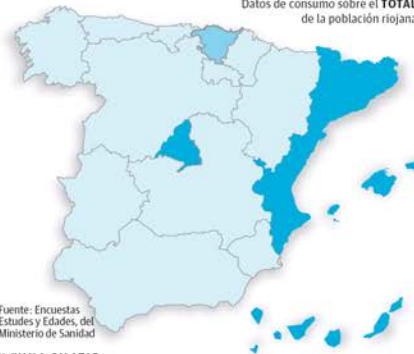 Datos de consumo sobre el TOTAL
de la población riojana
Fuente: Encuestas
Estudes y Edades, del
Ministerio de Sanidad